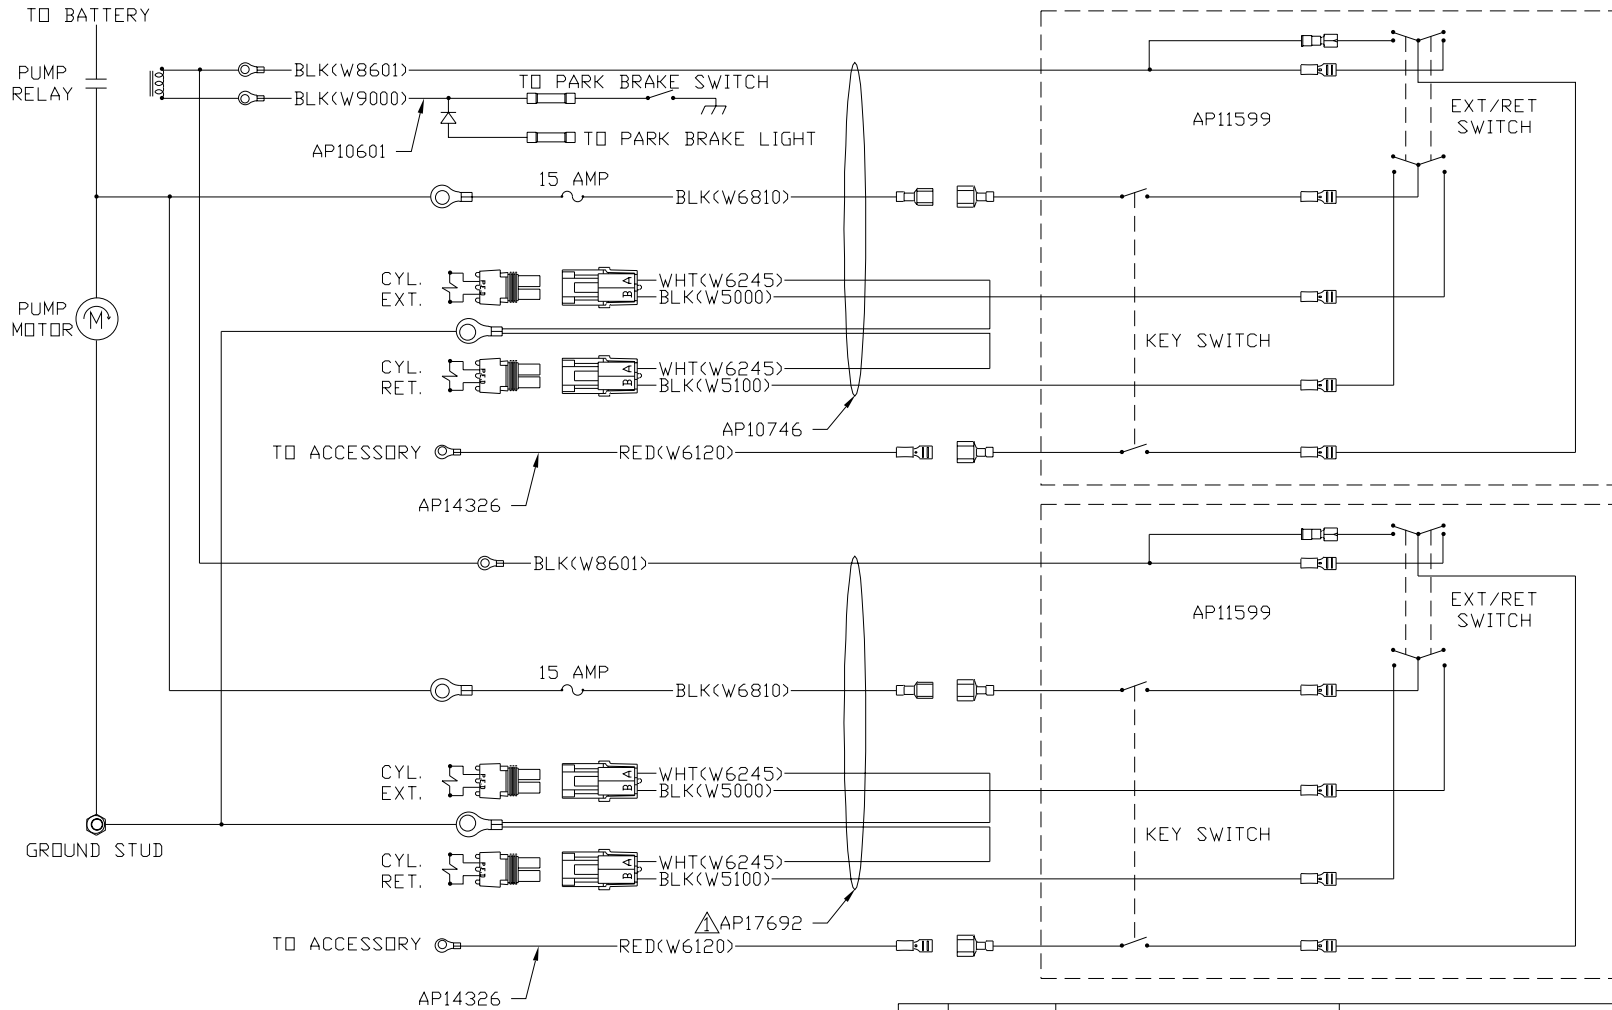 TO BATTERY
PUMP
RELAY
BLK(W8601)
BLK(W9000)
TO PARK BRAKE SWITCH
TO PARK BRAKE LIGHT
AP10601
AP11599
EXT/RET
SWITCH
15 AMP
BLK(W6810)
CYL.
EXT.
A
B
WHT(W6245)
BLK(W5000)
PUMP
MOTOR
M
KEY SWITCH
CYL.
RET.
A
B
WHT(W6245)
BLK(W5100)
AP10746
TO ACCESSORY
RED(W6120)
AP14326
BLK(W8601)
AP11599
EXT/RET
SWITCH
15 AMP
BLK(W6810)
CYL.
EXT.
A
B
WHT(W6245)
BLK(W5000)
GROUND STUD
KEY SWITCH
CYL.
RET.
A
B
WHT(W6245)
BLK(W5100)
1 AP17692
TO ACCESSORY
RED(W6120)
AP14326